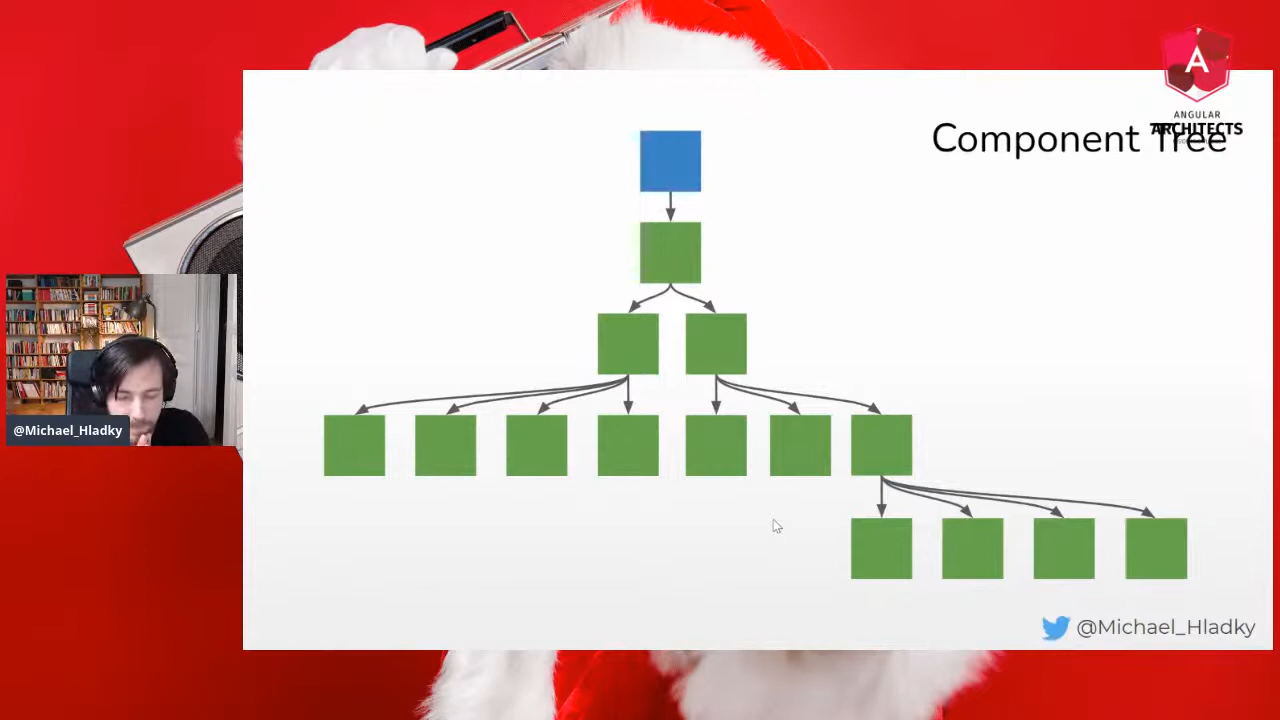 A
ANGULAR
ARCHITECTS
Component Tree
@Michael_Hladky
@Michael_Hladky